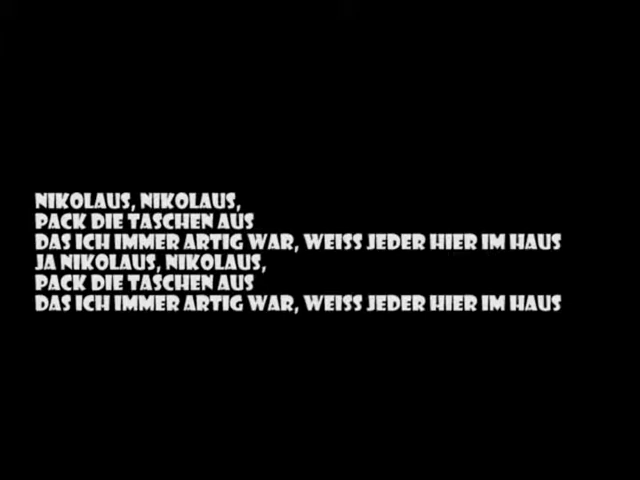 NIKOLAUS, NIKOLAUS,
PACK DIE TASCHEN AUS
DAS ICH IMMER ARTIG WAR, WEISS JEDER HIER IM HAUS
JA NIKOLAUS, NIKOLAUS,
PACK DIE TASCHEN AUS
DAS ICH IMMER ARTIG WAR, WEISS JEDER HIER IM HAUS